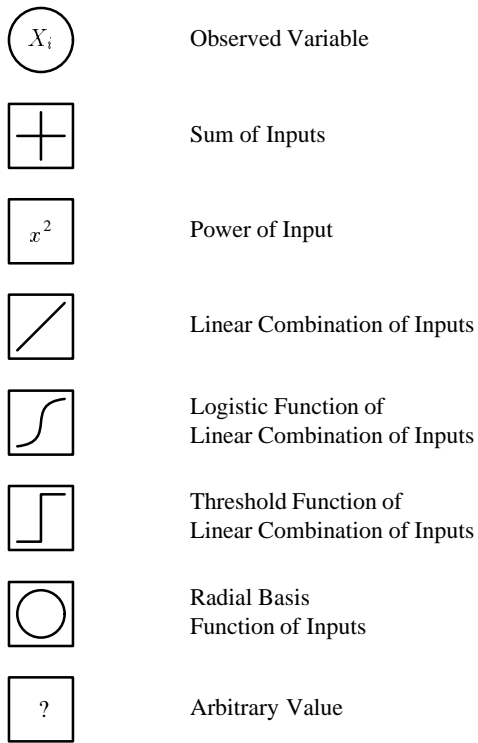 X_i Observed Variable
Sum of Inputs
x^2 Power of Input
Linear Combination of Inputs
Logistic Function of
Linear Combination of Inputs
Threshold Function of
Linear Combination of Inputs
Radial Basis
Function of Inputs
? Arbitrary Value